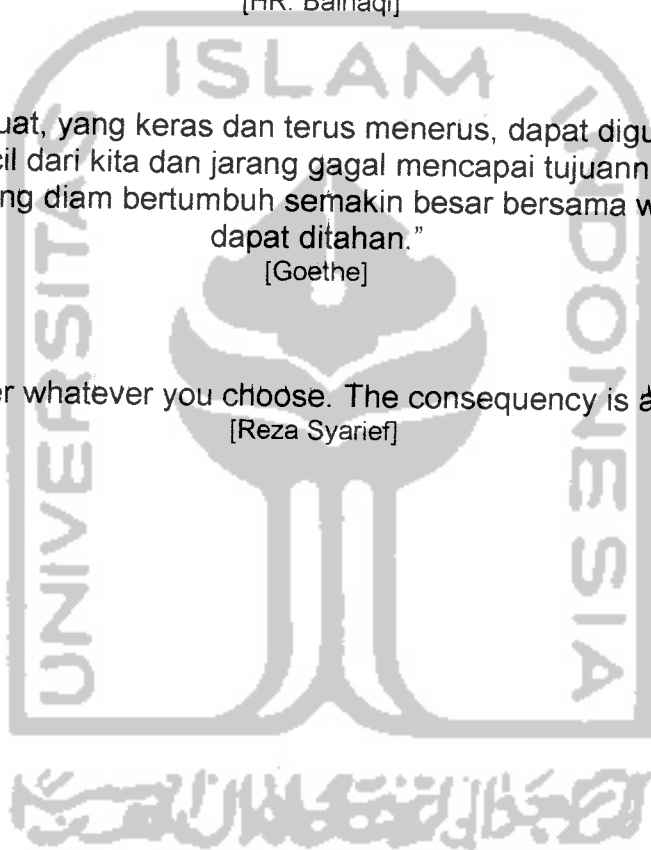 [HR. Baihaqi]
ISLAM
uat, yang keras dan terus menerus, dapat digu
cil dari kita dan jarang gagal mencapai tujuann
ng diam bertumbuh semakin besar bersama w
dapat ditahan.”
[Goethe]
er whatever you choose. The consequency is a
[Reza Syarief]
UNIVERSITAS
INDONESIA